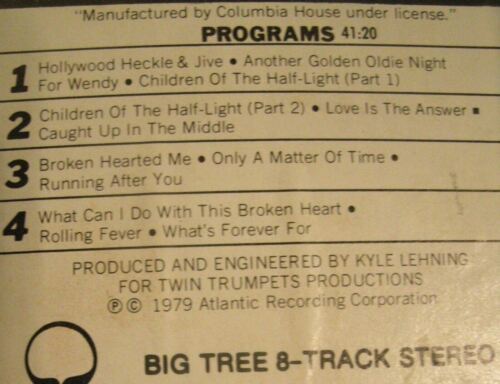 "Manufactured by Columbia House under license."
PROGRAMS 41:20
1 Hollywood Heckle & Jive • Another Golden Oldie Night
For Wendy • Children Of The Half-Light (Part 1)
2 Children Of The Half-Light (Part 2) • Love Is The Answer ▪
Caught Up In The Middle
3 Broken Hearted Me • Only A Matter Of Time •
Running After You
4 What Can I Do With This Broken Heart •
Rolling Fever • What's Forever For
PRODUCED AND ENGINEERED BY KYLE LEHNING
FOR TWIN TRUMPETS PRODUCTIONS
℗ © 1979 Atlantic Recording Corporation
BIG TREE 8-TRACK STEREO